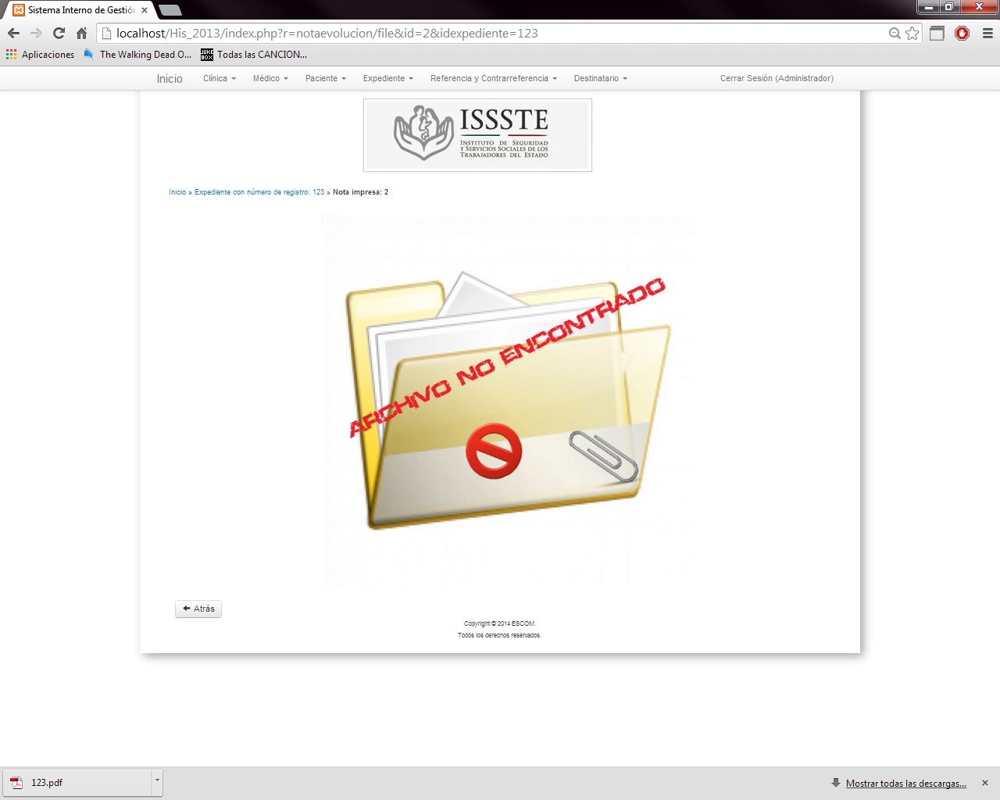 Sistema Interno de Gestión
localhost/His_2013/index.php?r=notaevolucion/file&id=2&idexpediente=123
Aplicaciones The Walking Dead O... JUKE BOX Todas las CANCION...
Inicio Clínica Médico Paciente Expediente Referencia y Contrarreferencia Destinatario Cerrar Sesión (Administrador)
ISSSTE
INSTITUTO DE SEGURIDAD
Y SERVICIOS SOCIALES DE LOS
TRABAJADORES DEL ESTADO
Inicio » Expediente con número de registro: 123 » Nota impresa: 2
ARCHIVO NO ENCONTRADO
Atrás
Copyright © 2014 ESCOM.
Todos los derechos reservados.
123.pdf Mostrar todas las descargas...